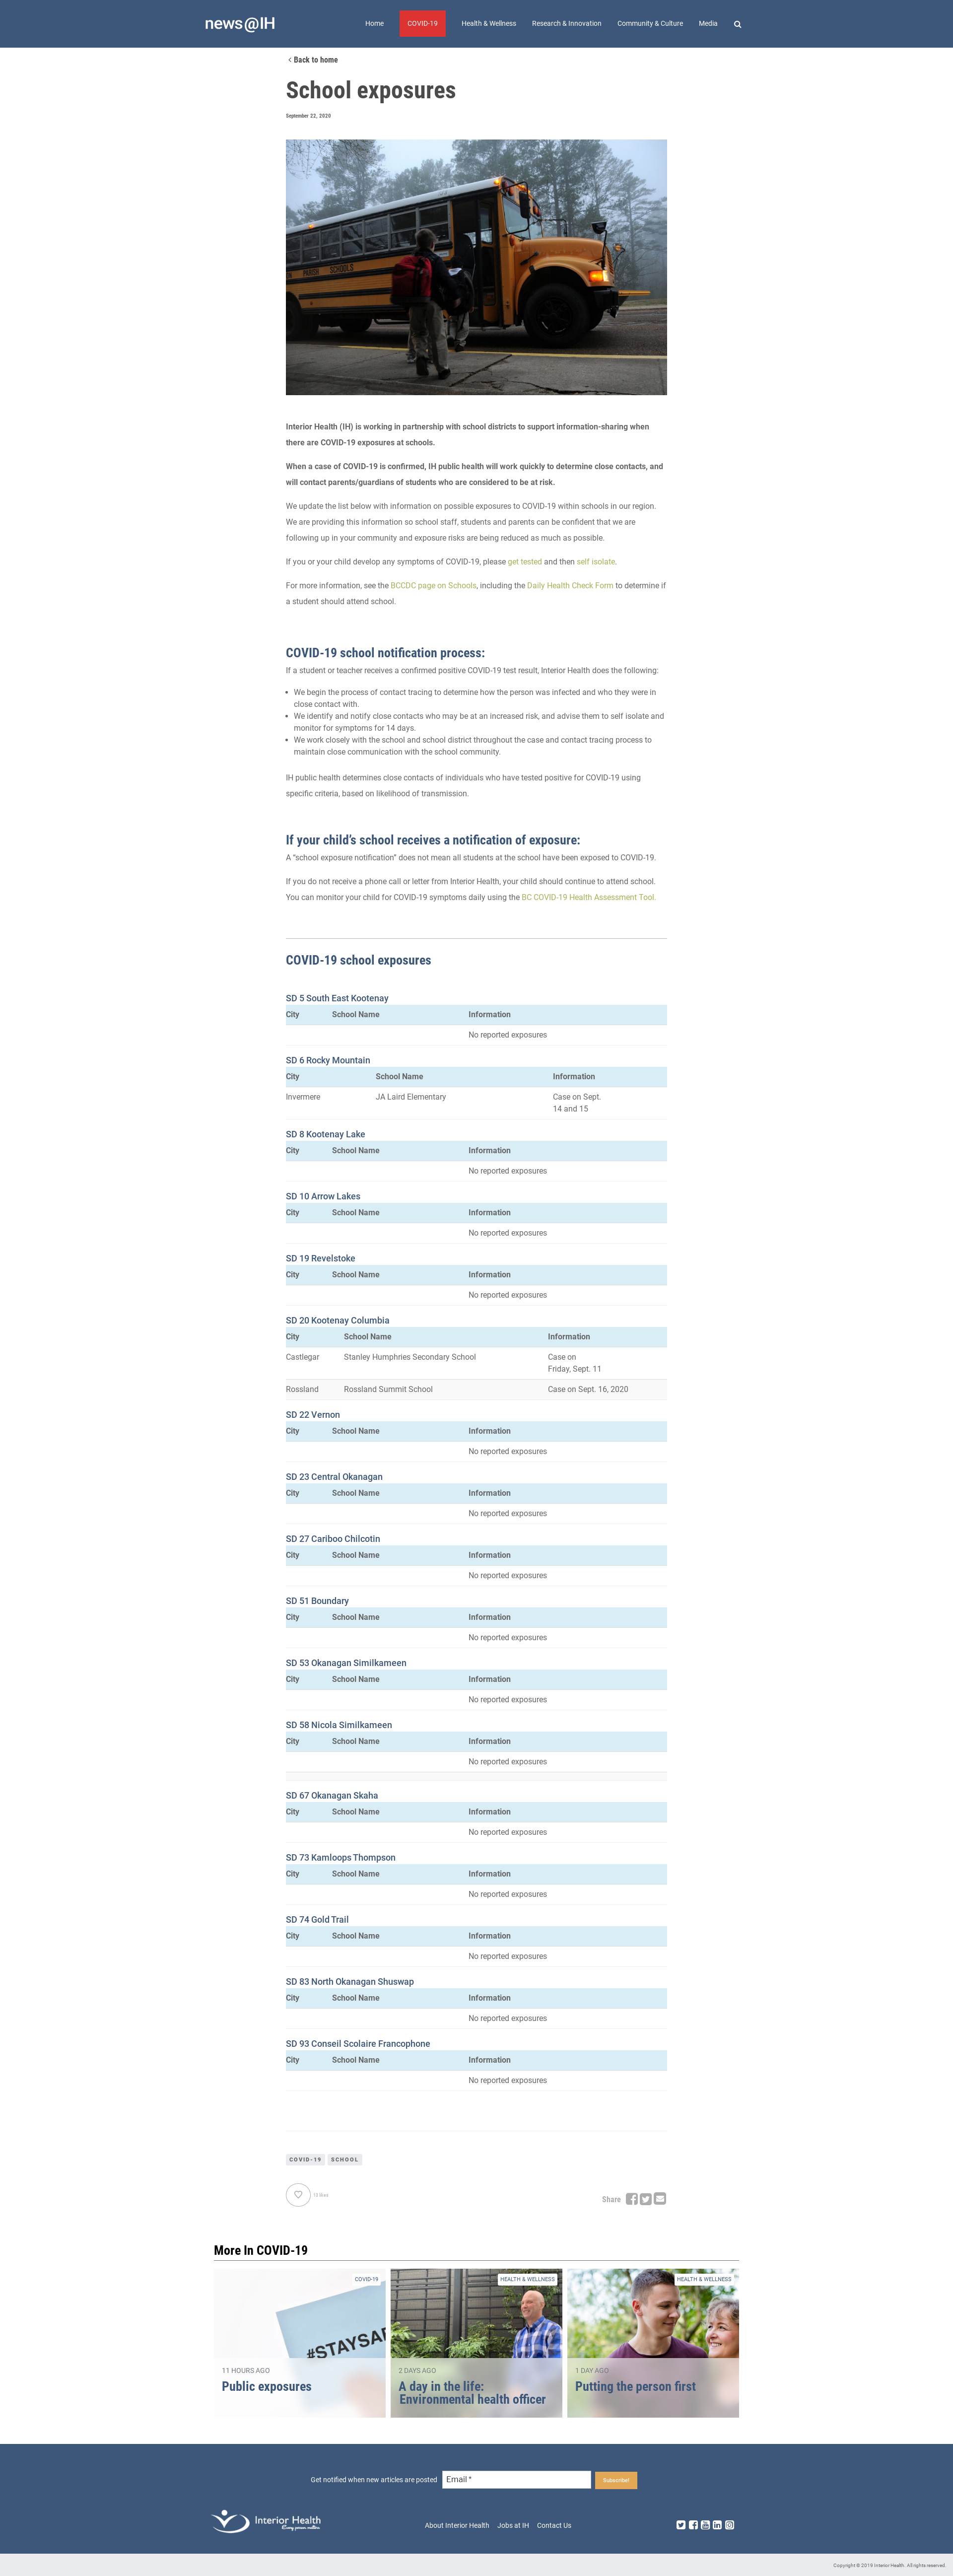 news@IH
Home
COVID-19
Health & Wellness
Research & Innovation
Community & Culture
Media
Back to home
School exposures
September 22, 2020
PARISH SCHOOLS
Interior Health (IH) is working in partnership with school districts to support information-sharing when
there are COVID-19 exposures at schools.
When a case of COVID-19 is confirmed, IH public health will work quickly to determine close contacts, and
will contact parents/guardians of students who are considered to be at risk.
We update the list below with information on possible exposures to COVID-19 within schools in our region.
We are providing this information so school staff, students and parents can be confident that we are
following up in your community and exposure risks are being reduced as much as possible.
If you or your child develop any symptoms of COVID-19, please get tested and then self isolate.
For more information, see the BCCDC page on Schools, including the Daily Health Check Form to determine if
a student should attend school.
COVID-19 school notification process:
If a student or teacher receives a confirmed positive COVID-19 test result, Interior Health does the following:
• We begin the process of contact tracing to determine how the person was infected and who they were in
close contact with.
• We identify and notify close contacts who may be at an increased risk, and advise them to self isolate and
monitor for symptoms for 14 days.
• We work closely with the school and school district throughout the case and contact tracing process to
maintain close communication with the school community.
IH public health determines close contacts of individuals who have tested positive for COVID-19 using
specific criteria, based on likelihood of transmission.
If your child's school receives a notification of exposure:
A "school exposure notification" does not mean all students at the school have been exposed to COVID-19.
If you do not receive a phone call or letter from Interior Health, your child should continue to attend school.
You can monitor your child for COVID-19 symptoms daily using the BC COVID-19 Health Assessment Tool.
COVID-19 school exposures
SD 5 South East Kootenay
City School Name Information
No reported exposures
SD 6 Rocky Mountain
City School Name Information
Invermere JA Laird Elementary Case on Sept.
14 and 15
SD 8 Kootenay Lake
City School Name Information
No reported exposures
SD 10 Arrow Lakes
City School Name Information
No reported exposures
SD 19 Revelstoke
City School Name Information
No reported exposures
SD 20 Kootenay Columbia
City School Name Information
Castlegar Stanley Humphries Secondary School Case on
Friday, Sept. 11
Rossland Rossland Summit School Case on Sept. 16, 2020
SD 22 Vernon
City School Name Information
No reported exposures
SD 23 Central Okanagan
City School Name Information
No reported exposures
SD 27 Cariboo Chilcotin
City School Name Information
No reported exposures
SD 51 Boundary
City School Name Information
No reported exposures
SD 53 Okanagan Similkameen
City School Name Information
No reported exposures
SD 58 Nicola Similkameen
City School Name Information
No reported exposures
SD 67 Okanagan Skaha
City School Name Information
No reported exposures
SD 73 Kamloops Thompson
City School Name Information
No reported exposures
SD 74 Gold Trail
City School Name Information
No reported exposures
SD 83 North Okanagan Shuswap
City School Name Information
No reported exposures
SD 93 Conseil Scolaire Francophone
City School Name Information
No reported exposures
COVID-19 SCHOOL
Share
More In COVID-19
COVID-19
#STAYSAF
11 HOURS AGO
Public exposures
HEALTH & WELLNESS
2 DAYS AGO
A day in the life:
Environmental health officer
HEALTH & WELLNESS
1 DAY AGO
Putting the person first
Get notified when new articles are posted
Email *
Subscribe!
Interior Health
Every person matters
About Interior Health
Jobs at IH
Contact Us
Copyright © 2019 Interior Health. All rights reserved.